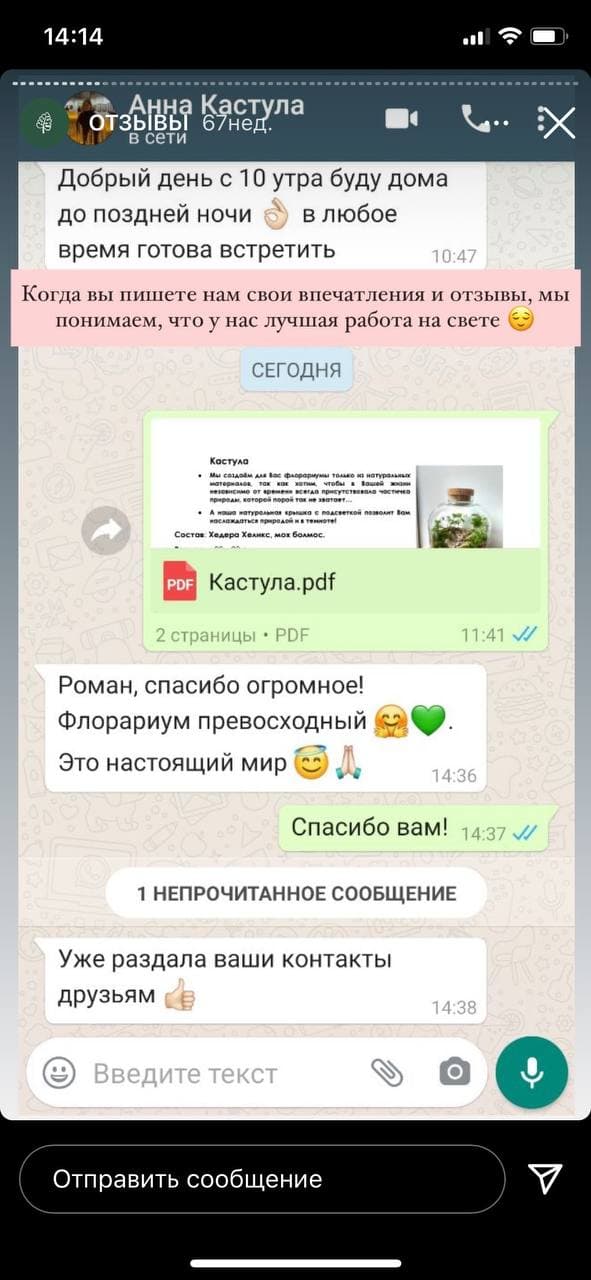 14:14
Анна Кастула
отзывы 67нед.
в сети
Добрый день с 10 утра буду дома
до поздней ночи 👌🏻 в любое
время готова встретить
10:47
Когда вы пишете нам свои впечатления и отзывы, мы
понимаем, что у нас лучшая работа на свете 😌
СЕГОДНЯ
Кастула
• Мы создаём для Вас флорариумы только из натуральных
материалов, так как хотим, чтобы в Вашей жизни
независимо от времени всегда присутствовала частичка
природы, которой порой так не хватает...
• А наша натуральная крышка с подсветкой позволит Вам
наслаждаться природой и в темноте!
Состав: Хедера Хеликс, мох болмос.
PDF
Кастула.pdf
2 страницы • PDF
11:41
Роман, спасибо огромное!
Флорариум превосходный 🤗💚.
Это настоящий мир 😇🙏🏻
14:36
Спасибо вам!
14:37
1 НЕПРОЧИТАННОЕ СООБЩЕНИЕ
Уже раздала ваши контакты
друзьям 👍🏻
14:38
Введите текст
Отправить сообщение